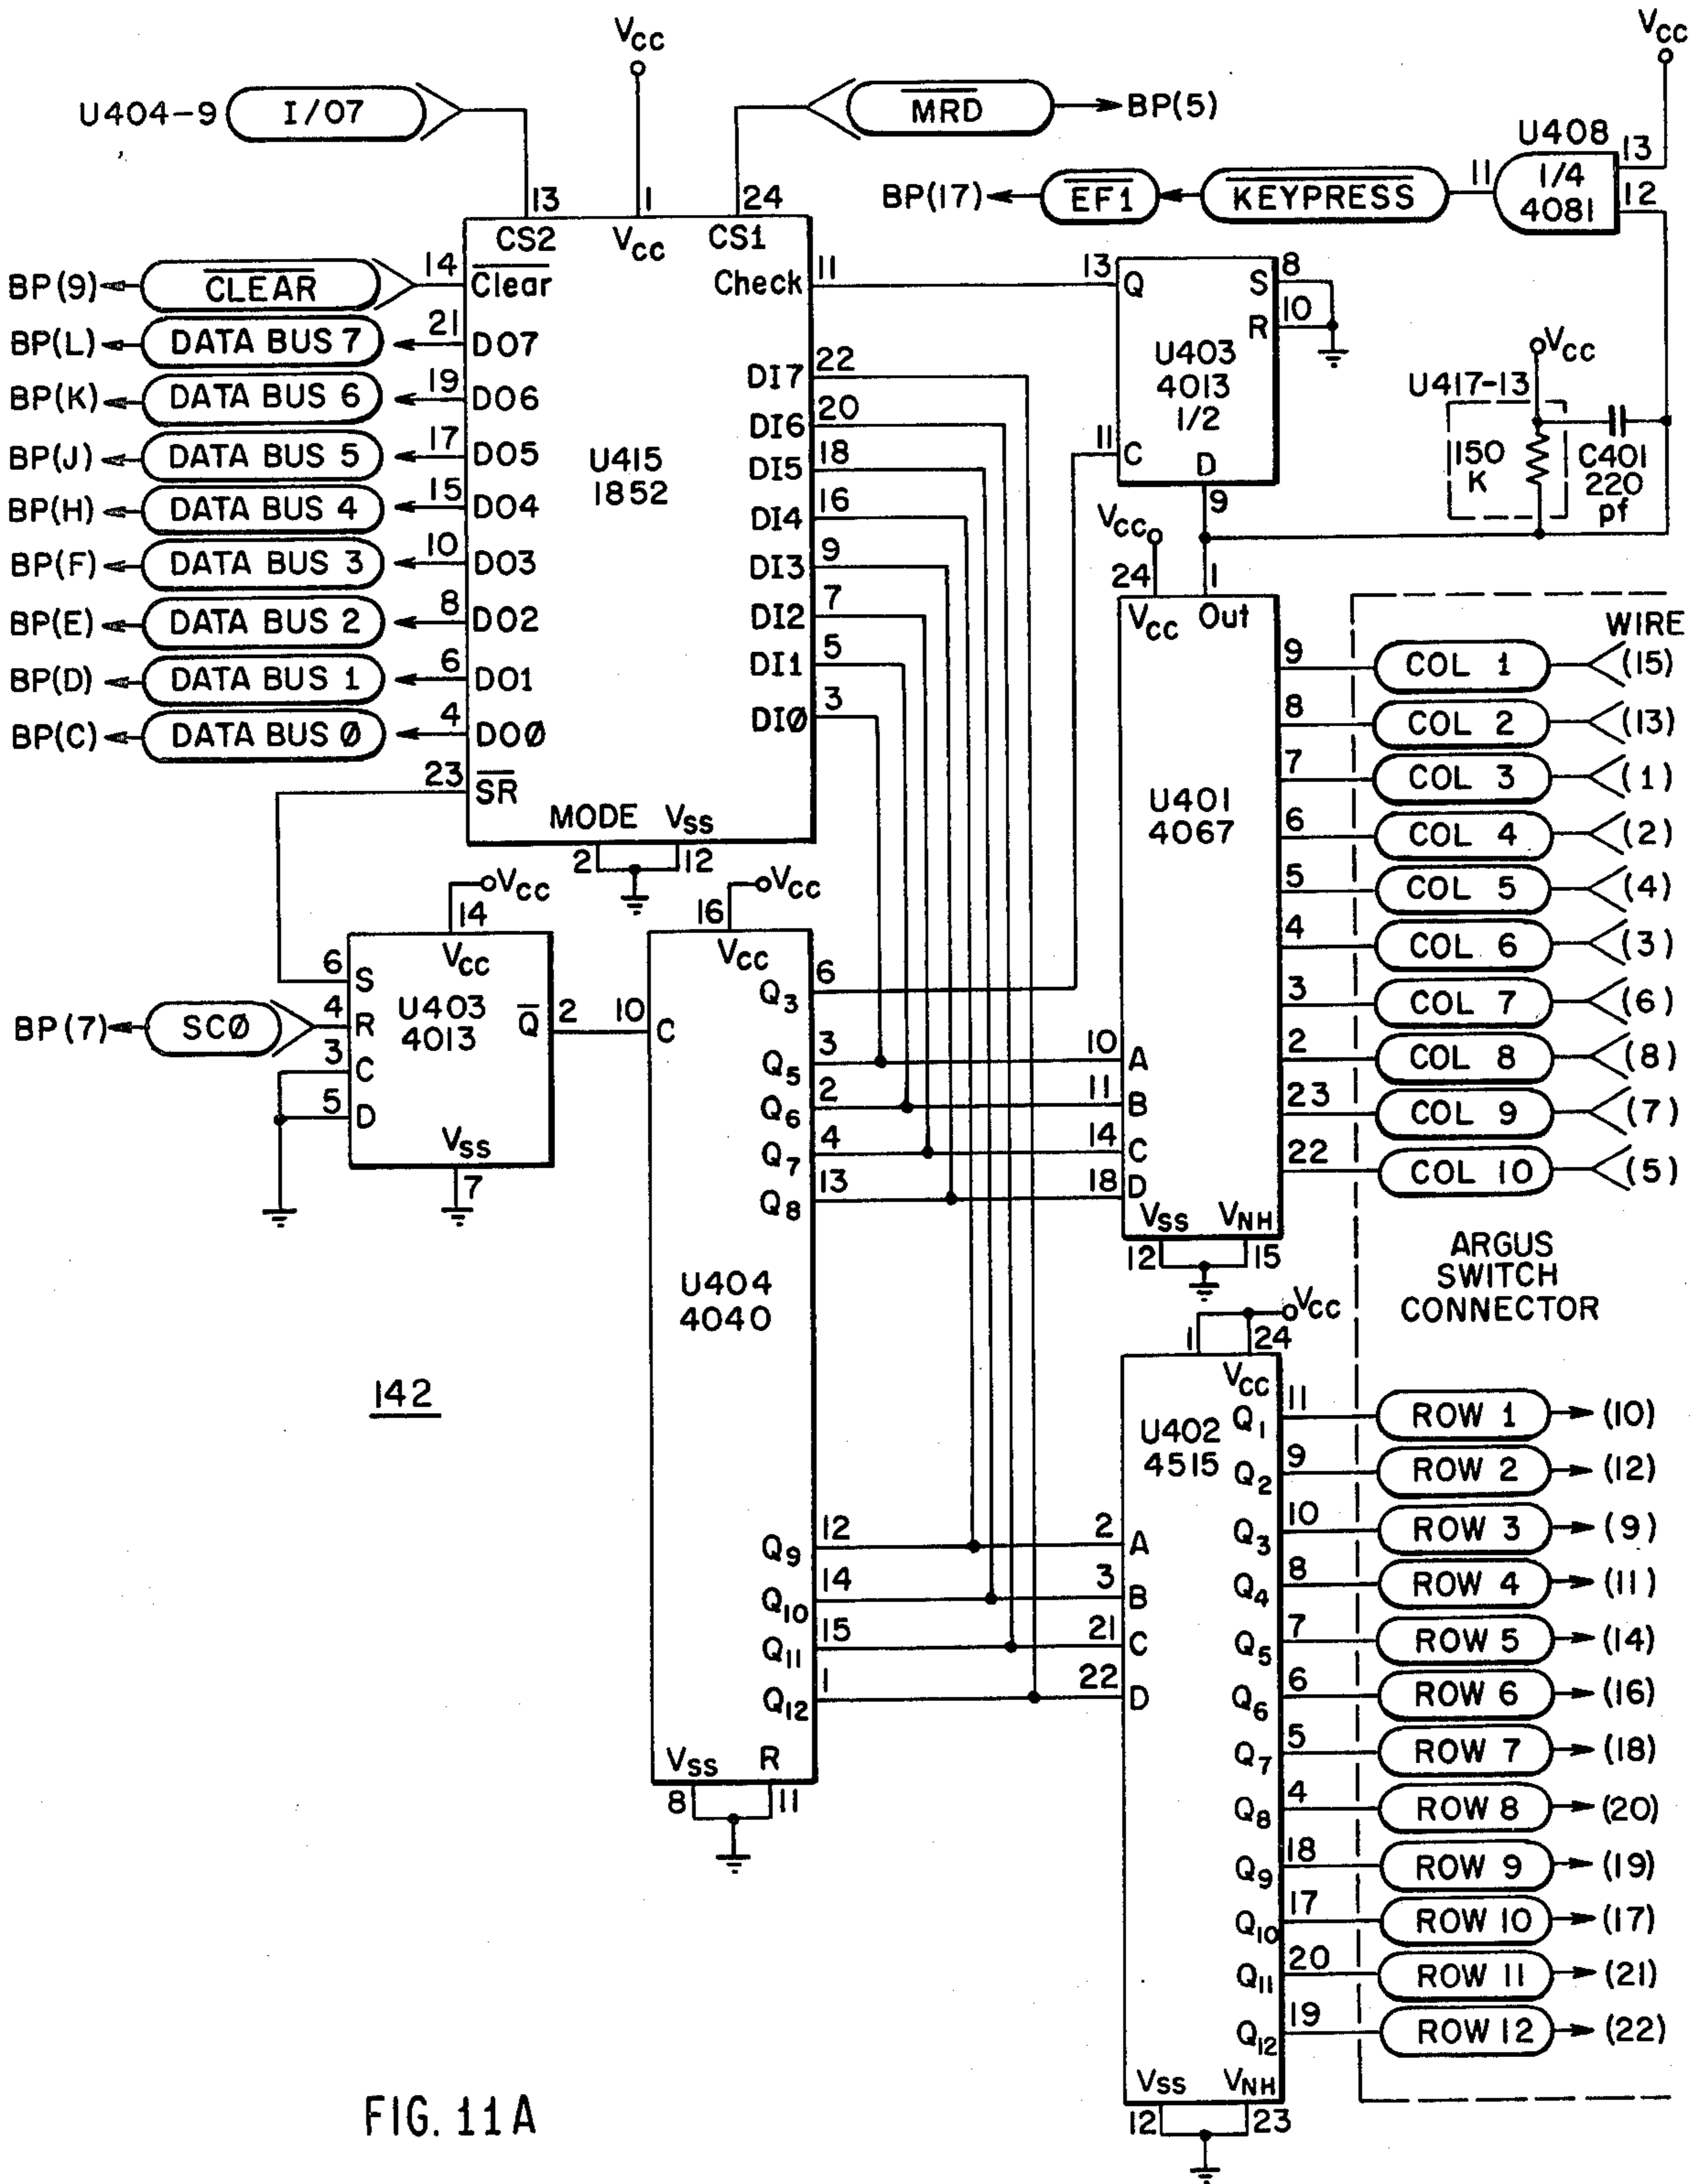 VCC
VCC
U404-9 I/07
MRD BP(5)
U408
13
11 1/4
4081 12
BP(17) EF1 KEYPRESS
13 1 24
CS2 VCC CS1
BP(9) CLEAR 14 Clear
Check 11
13 Q S 8
R 10
BP(L) DATA BUS 7 21 DO7
BP(K) DATA BUS 6 19 DO6
BP(J) DATA BUS 5 17 DO5
BP(H) DATA BUS 4 15 DO4
BP(F) DATA BUS 3 10 DO3
BP(E) DATA BUS 2 8 DO2
BP(D) DATA BUS 1 6 DO1
BP(C) DATA BUS Ø 4 DOØ
23 SR
U415
1852
DI7 22
DI6 20
DI5 18
DI4 16
DI3 9
DI2 7
DI1 5
DIØ 3
MODE VSS
2 12
U403
4013
1/2
11 C
D
9
VCC
U417-13
150
K
C401
220
pf
VCC
24 1
VCC Out
WIRE
9 COL 1 (15)
8 COL 2 (13)
7 COL 3 (1)
6 COL 4 (2)
5 COL 5 (4)
4 COL 6 (3)
3 COL 7 (6)
2 COL 8 (8)
23 COL 9 (7)
22 COL 10 (5)
U401
4067
10 A
11 B
14 C
18 D
VSS VNH
12 15
ARGUS
SWITCH
CONNECTOR
VCC
14
VCC
6 S
BP(7) SCØ 4 R
3 C
5 D
U403
4013
Q 2
VSS
7
VCC
16
VCC
10 C
Q3 6
Q5 3
Q6 2
Q7 4
Q8 13
U404
4040
Q9 12
Q10 14
Q11 15
Q12 1
VSS R
8 11
142
VCC
1 24
VCC
U402
4515
2 A
3 B
21 C
22 D
Q1 11 ROW 1 (10)
Q2 9 ROW 2 (12)
Q3 10 ROW 3 (9)
Q4 8 ROW 4 (11)
Q5 7 ROW 5 (14)
Q6 6 ROW 6 (16)
Q7 5 ROW 7 (18)
Q8 4 ROW 8 (20)
Q9 18 ROW 9 (19)
Q10 17 ROW 10 (17)
Q11 20 ROW 11 (21)
Q12 19 ROW 12 (22)
VSS VNH
12 23
FIG. 11A